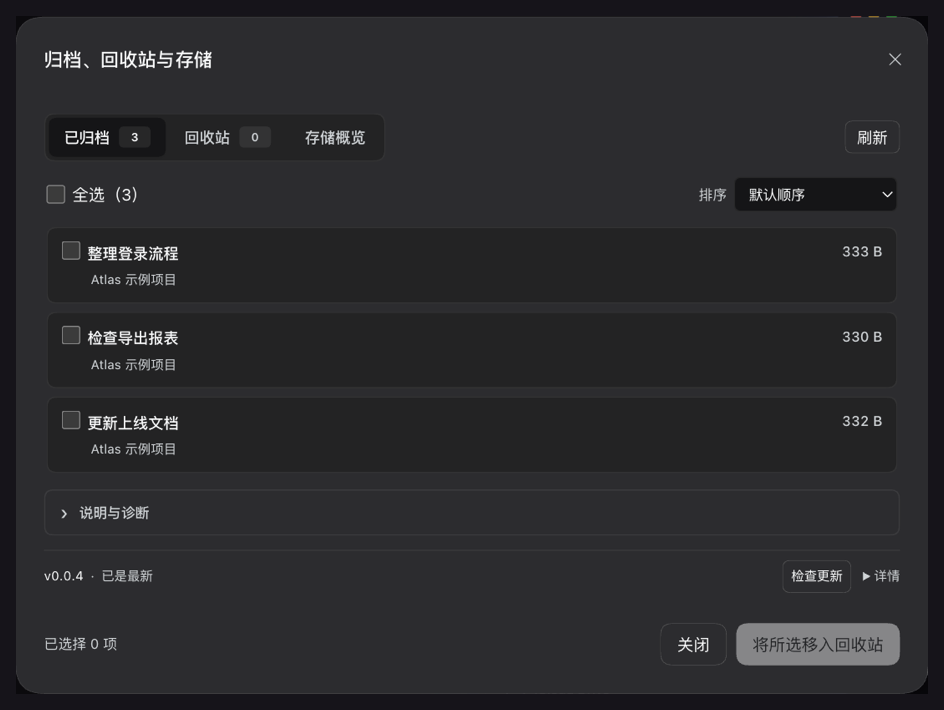 归档、回收站与存储
已归档 3 回收站 0 存储概览 刷新
全选（3） 排序 默认顺序
整理登录流程 333 B
Atlas 示例项目
检查导出报表 330 B
Atlas 示例项目
更新上线文档 332 B
Atlas 示例项目
说明与诊断
v0.0.4 · 已是最新 检查更新 详情
已选择 0 项 关闭 将所选移入回收站